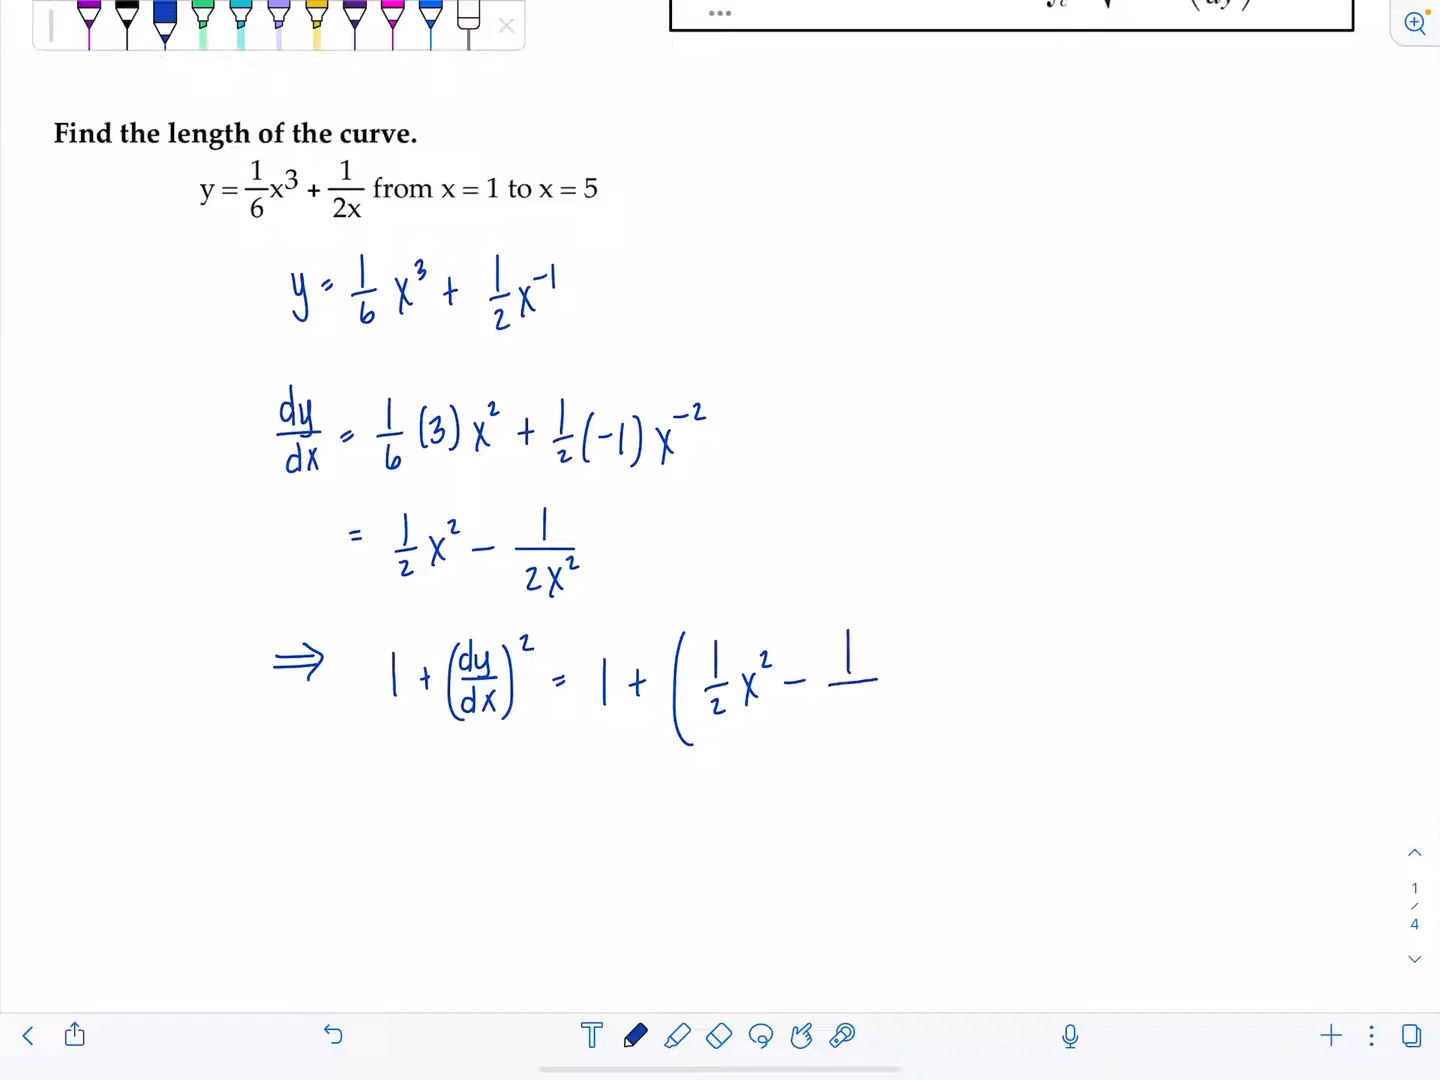 Find the length of the curve.
y = 1/6 x^3 + 1/2x from x = 1 to x = 5
y = 1/6 x^3 + 1/2 x^-1
dy/dx = 1/6 (3) x^2 + 1/2 (-1) x^-2
= 1/2 x^2 - 1/2x^2
⇒ 1 + (dy/dx)^2 = 1 + ( 1/2 x^2 - 1/
1
/
4
T